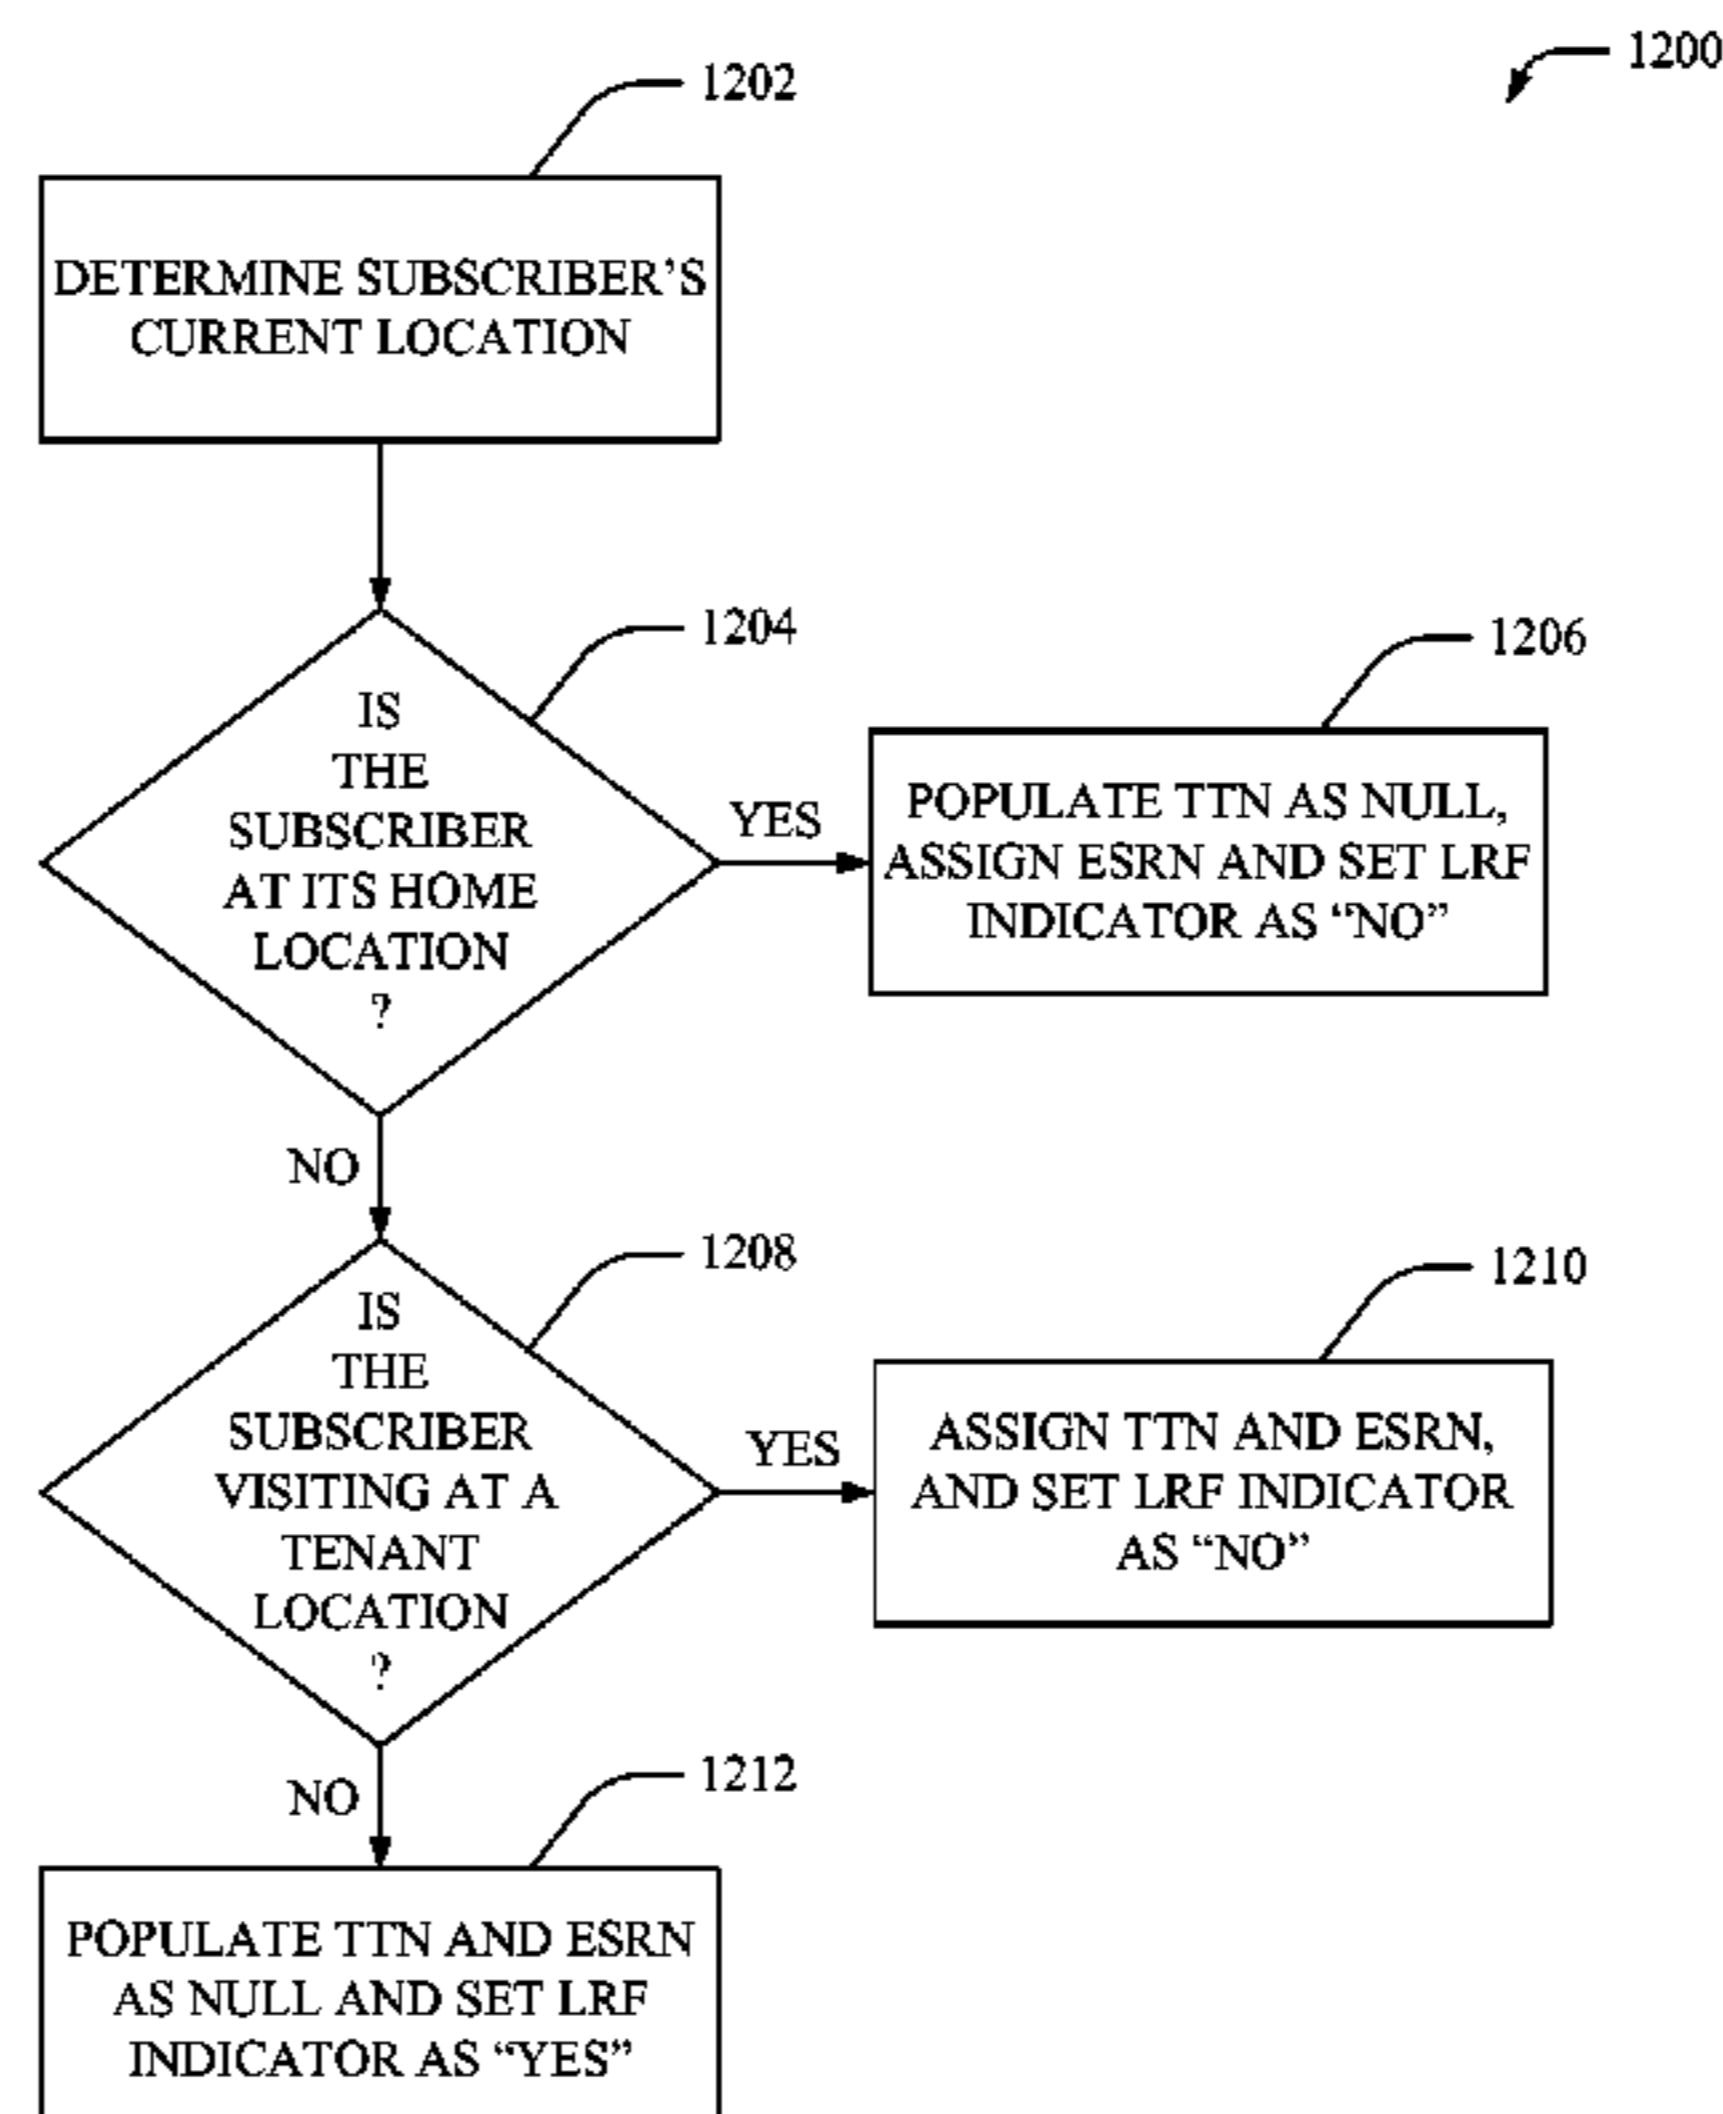 1200
1202
DETERMINE SUBSCRIBER'S
CURRENT LOCATION
1204
IS
THE
SUBSCRIBER
AT ITS HOME
LOCATION
?
YES
1206
POPULATE TTN AS NULL,
ASSIGN ESRN AND SET LRF
INDICATOR AS “NO”
NO
1208
IS
THE
SUBSCRIBER
VISITING AT A
TENANT
LOCATION
?
YES
1210
ASSIGN TTN AND ESRN,
AND SET LRF INDICATOR
AS “NO”
NO
1212
POPULATE TTN AND ESRN
AS NULL AND SET LRF
INDICATOR AS “YES”